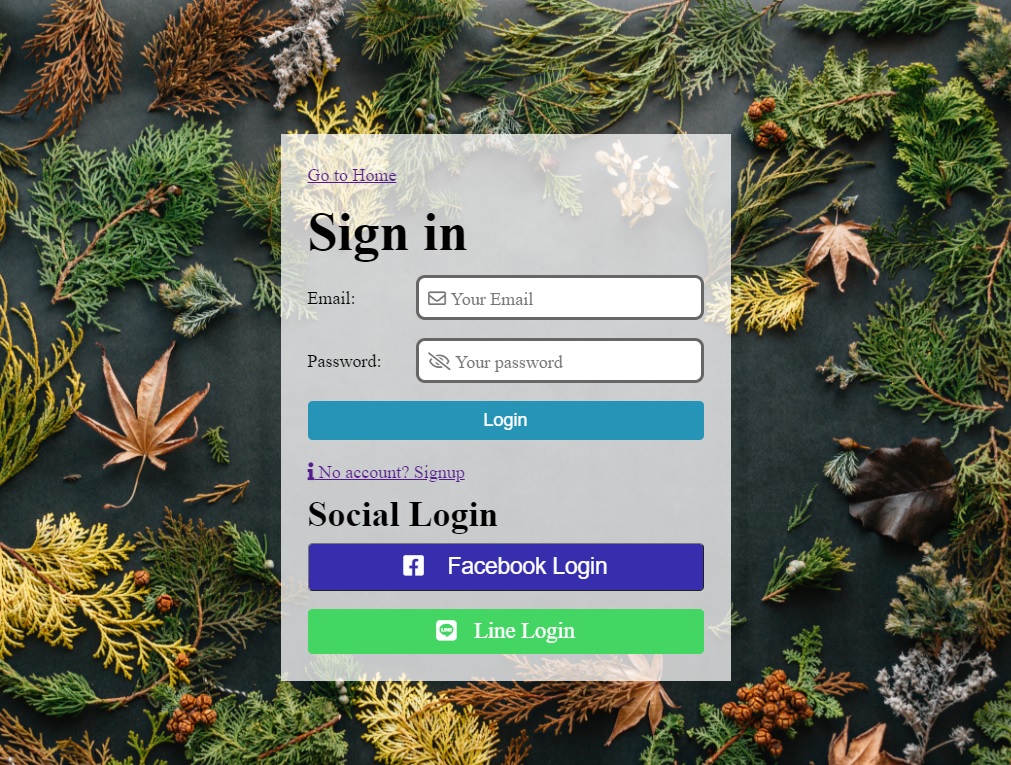 Go to Home
Sign in
Email:
Your Email
Password:
Your password
Login
No account? Signup
Social Login
Facebook Login
LINE
Line Login